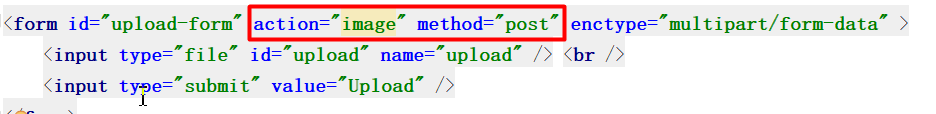 <form id="upload-form" action="image" method="post" enctype="multipart/form-data" >
<input type="file" id="upload" name="upload" /> <br />
<input type="submit" value="Upload" />